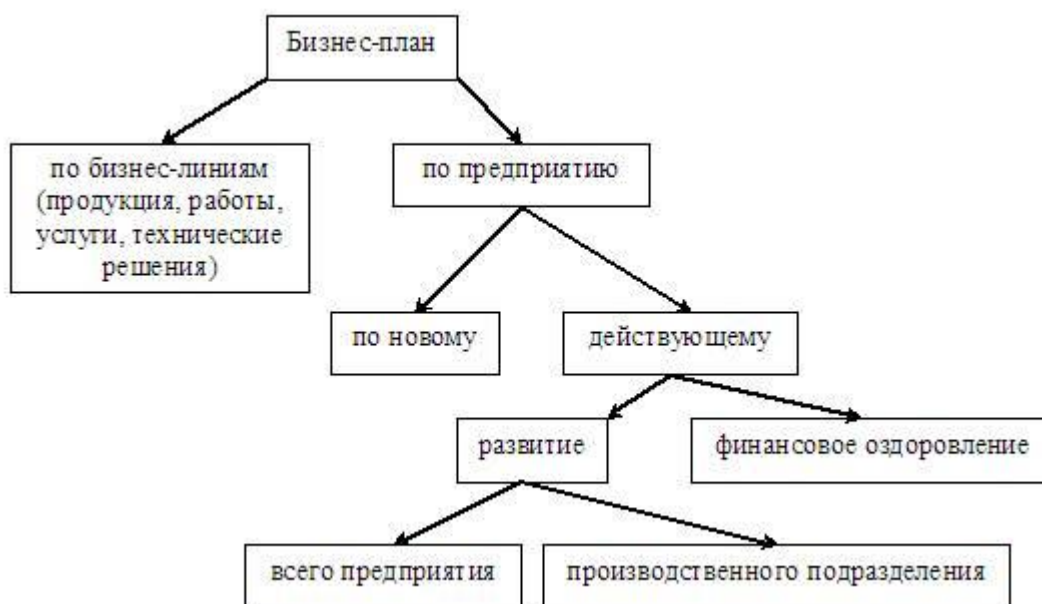 Бизнес-план
по бизнес-линиям
(продукция, работы,
услуги, технические
решения)
по предприятию
по новому
действующему
развитие
финансовое оздоровление
всего предприятия
производственного подразделения